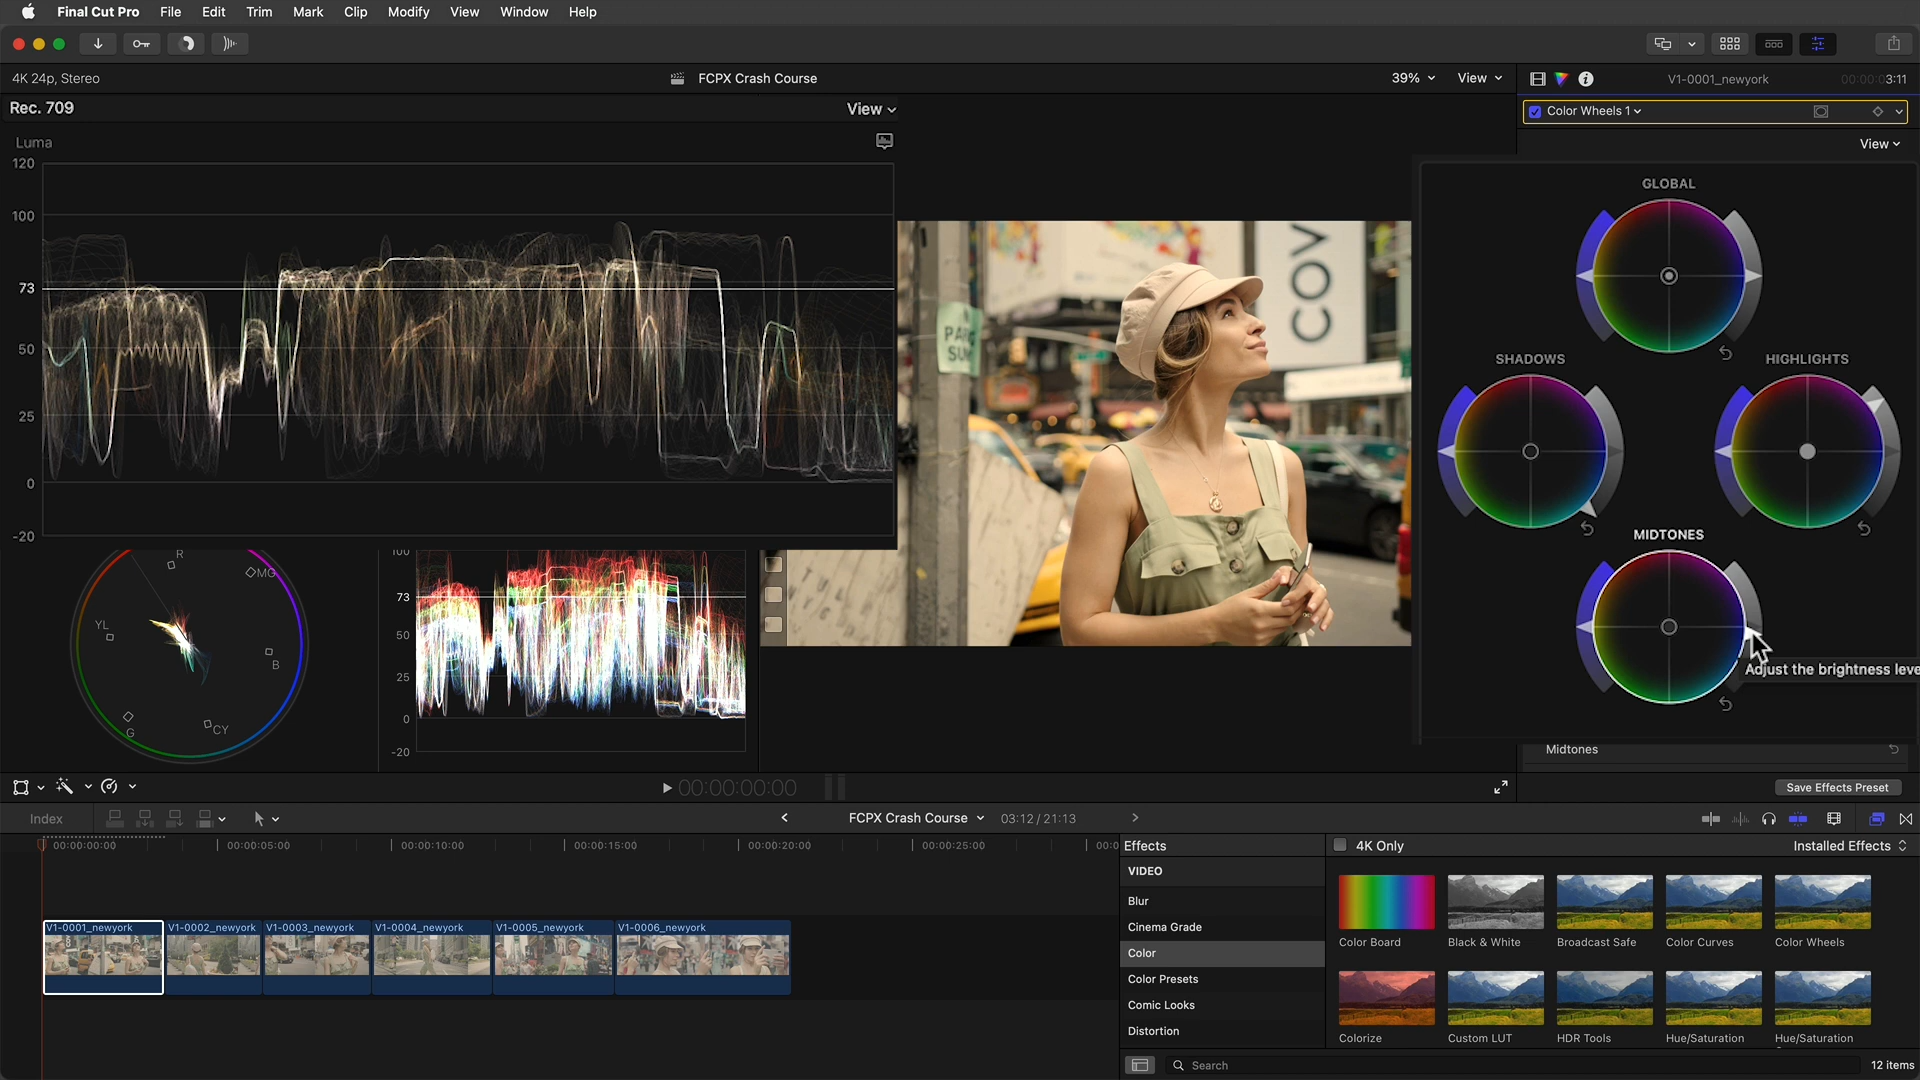 Final Cut Pro File Edit Trim Mark Clip Modify View Window Help
4K 24p, Stereo
FCPX Crash Course
39%
View
V1-0001_newyork
00:00:03:11
Rec. 709
View
Color Wheels 1
View
Luma
120
100
73
50
25
0
-20
COV
GLOBAL
SHADOWS
HIGHLIGHTS
MIDTONES
Adjust the brightness leve
R
MG
YL
B
G
CY
100
73
50
25
0
-20
Midtones
00:00:00:00
Save Effects Preset
Index
FCPX Crash Course
03:12 / 21:13
00:00:00:00
00:00:05:00
00:00:10:00
00:00:15:00
00:00:20:00
00:00:25:00
00:0
V1-0001_newyork
V1-0002_newyork
V1-0003_newyork
V1-0004_newyork
V1-0005_newyork
V1-0006_newyork
Effects
4K Only
Installed Effects
VIDEO
Blur
Cinema Grade
Color
Color Presets
Comic Looks
Distortion
Color Board
Black & White
Broadcast Safe
Color Curves
Color Wheels
Colorize
Custom LUT
HDR Tools
Hue/Saturation
Hue/Saturation
Search
12 items